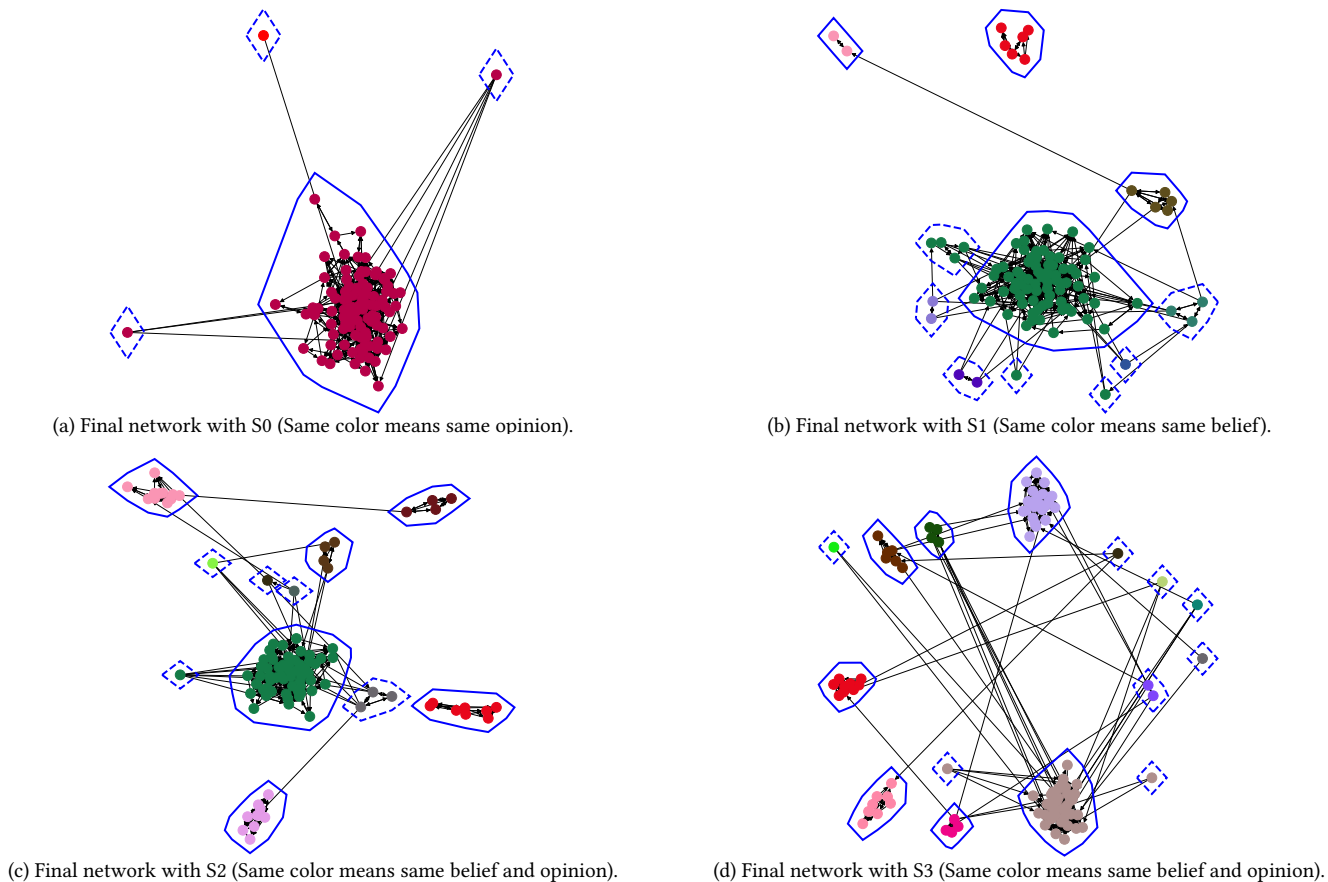 (a) Final network with S0 (Same color means same opinion).
(b) Final network with S1 (Same color means same belief).
(c) Final network with S2 (Same color means same belief and opinion).
(d) Final network with S3 (Same color means same belief and opinion).